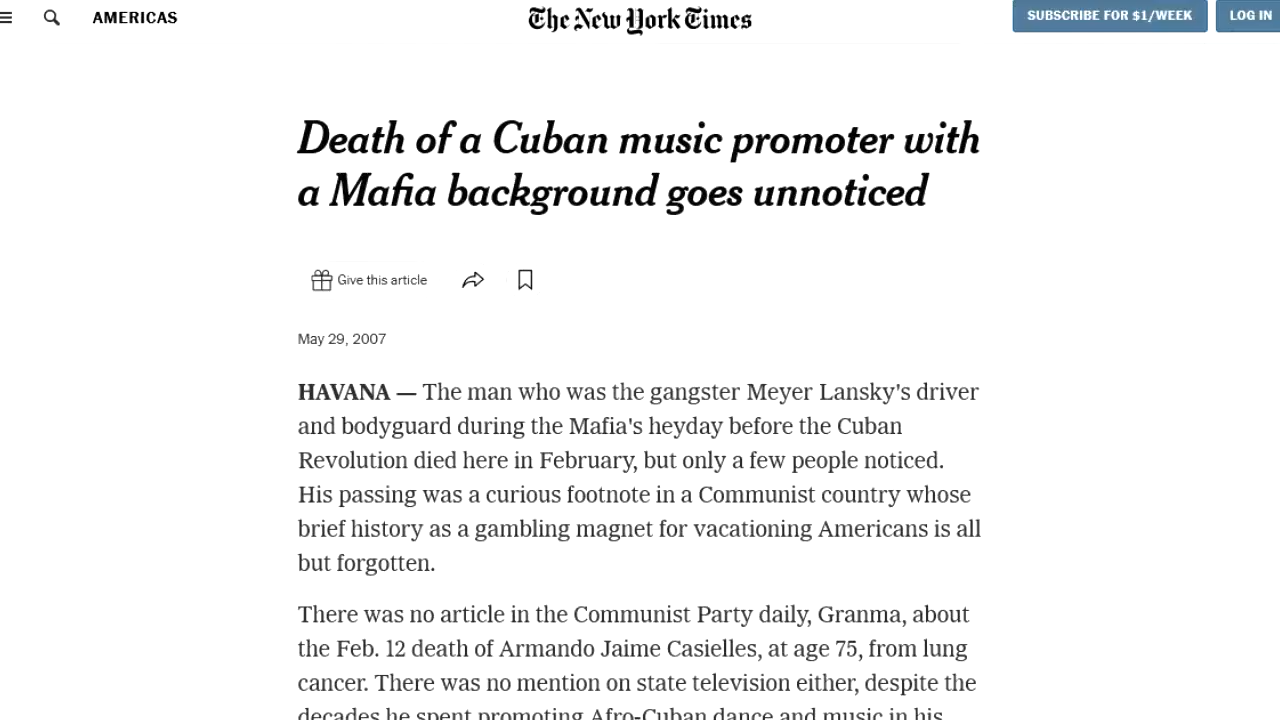 AMERICAS
The New York Times
SUBSCRIBE FOR $1/WEEK
LOG IN
Death of a Cuban music promoter with
a Mafia background goes unnoticed
Give this article
May 29, 2007
HAVANA — The man who was the gangster Meyer Lansky's driver
and bodyguard during the Mafia's heyday before the Cuban
Revolution died here in February, but only a few people noticed.
His passing was a curious footnote in a Communist country whose
brief history as a gambling magnet for vacationing Americans is all
but forgotten.
There was no article in the Communist Party daily, Granma, about
the Feb. 12 death of Armando Jaime Casielles, at age 75, from lung
cancer. There was no mention on state television either, despite the
decades he spent promoting Afro-Cuban dance and music in his